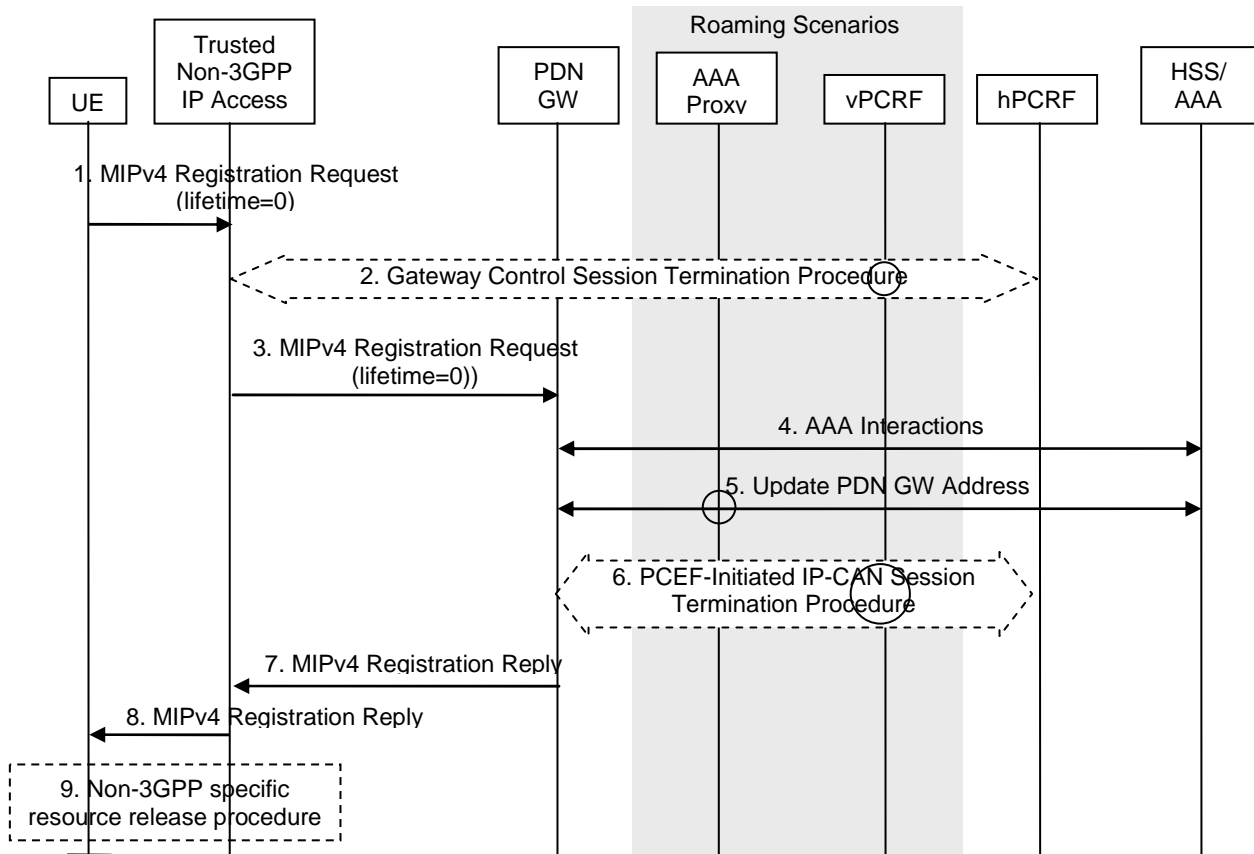 Roaming Scenarios
UE
Trusted
Non-3GPP
IP Access
PDN
GW
AAA
Proxy
vPCRF
hPCRF
HSS/
AAA
1. MIPv4 Registration Request
(lifetime=0)
2. Gateway Control Session Termination Procedure
3. MIPv4 Registration Request
(lifetime=0))
4. AAA Interactions
5. Update PDN GW Address
6. PCEF-Initiated IP-CAN Session
Termination Procedure
7. MIPv4 Registration Reply
8. MIPv4 Registration Reply
9. Non-3GPP specific
resource release procedure